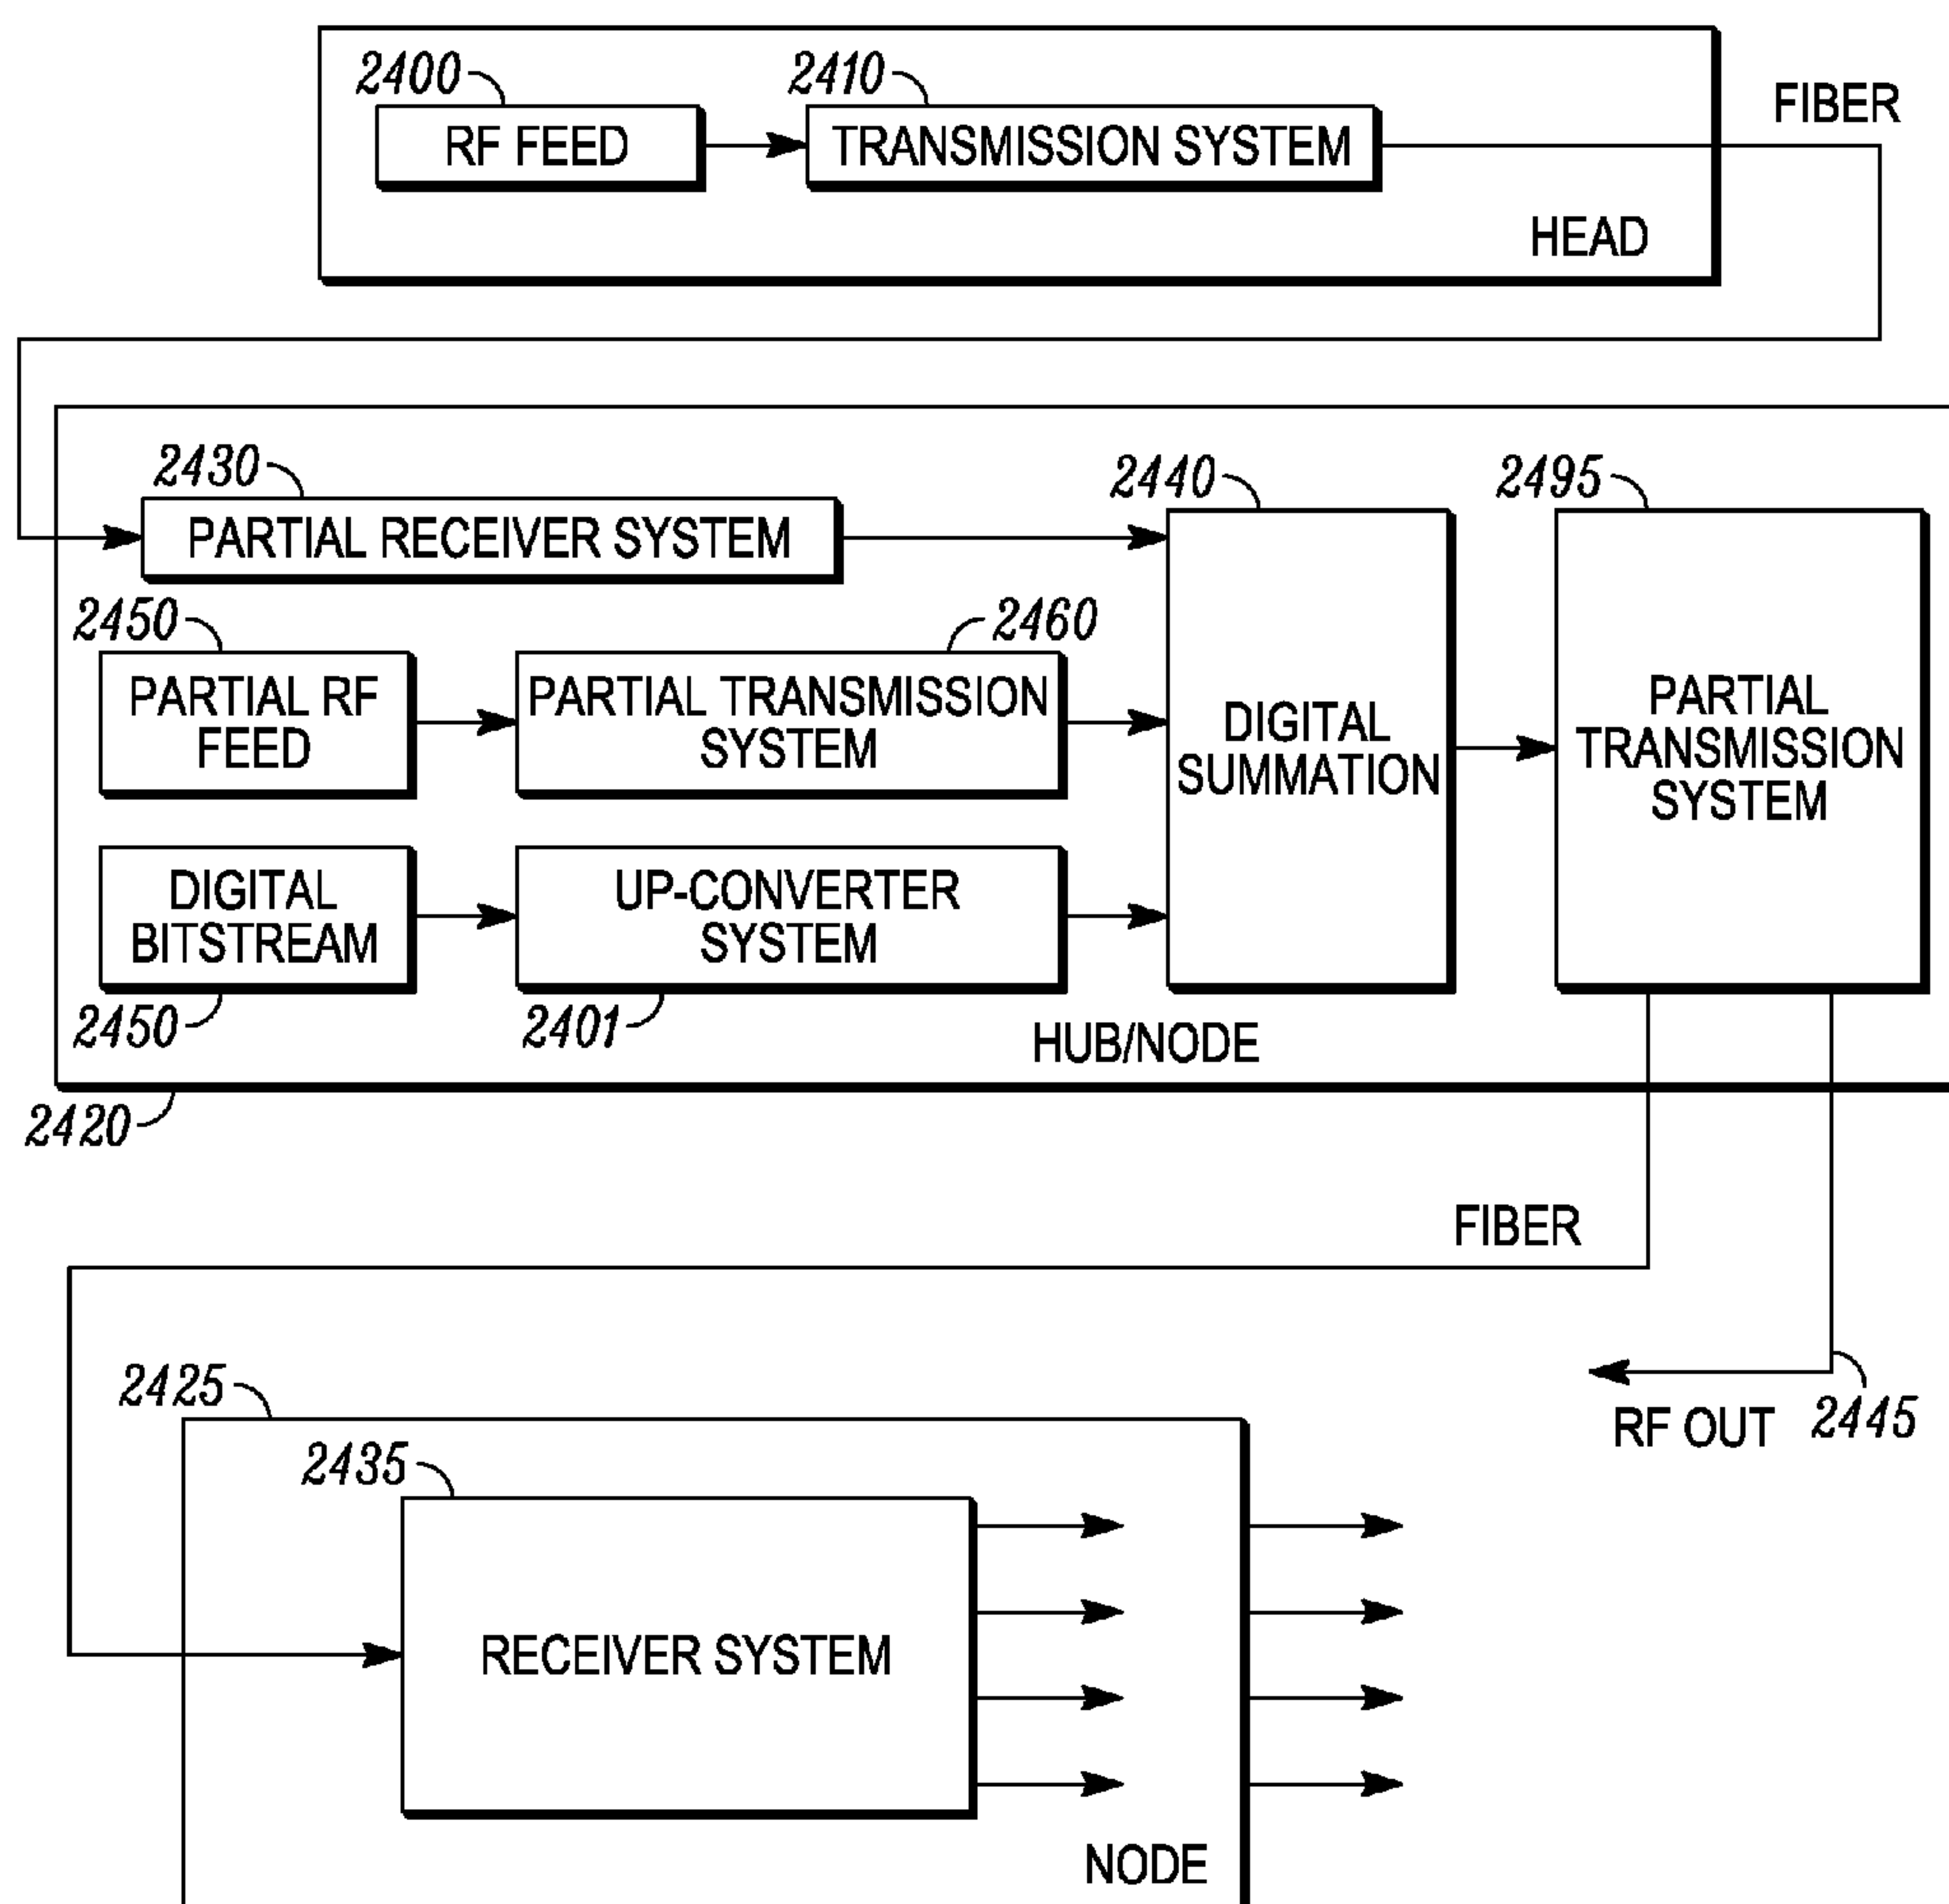 2400
2410
FIBER
RF FEED
TRANSMISSION SYSTEM
HEAD
2430
2440
2495
PARTIAL RECEIVER SYSTEM
2450
2460
PARTIAL RF
FEED
PARTIAL TRANSMISSION
SYSTEM
DIGITAL
SUMMATION
PARTIAL
TRANSMISSION
SYSTEM
DIGITAL
BITSTREAM
UP-CONVERTER
SYSTEM
2450
2401
HUB/NODE
2420
FIBER
2425
RF OUT
2445
2435
RECEIVER SYSTEM
NODE